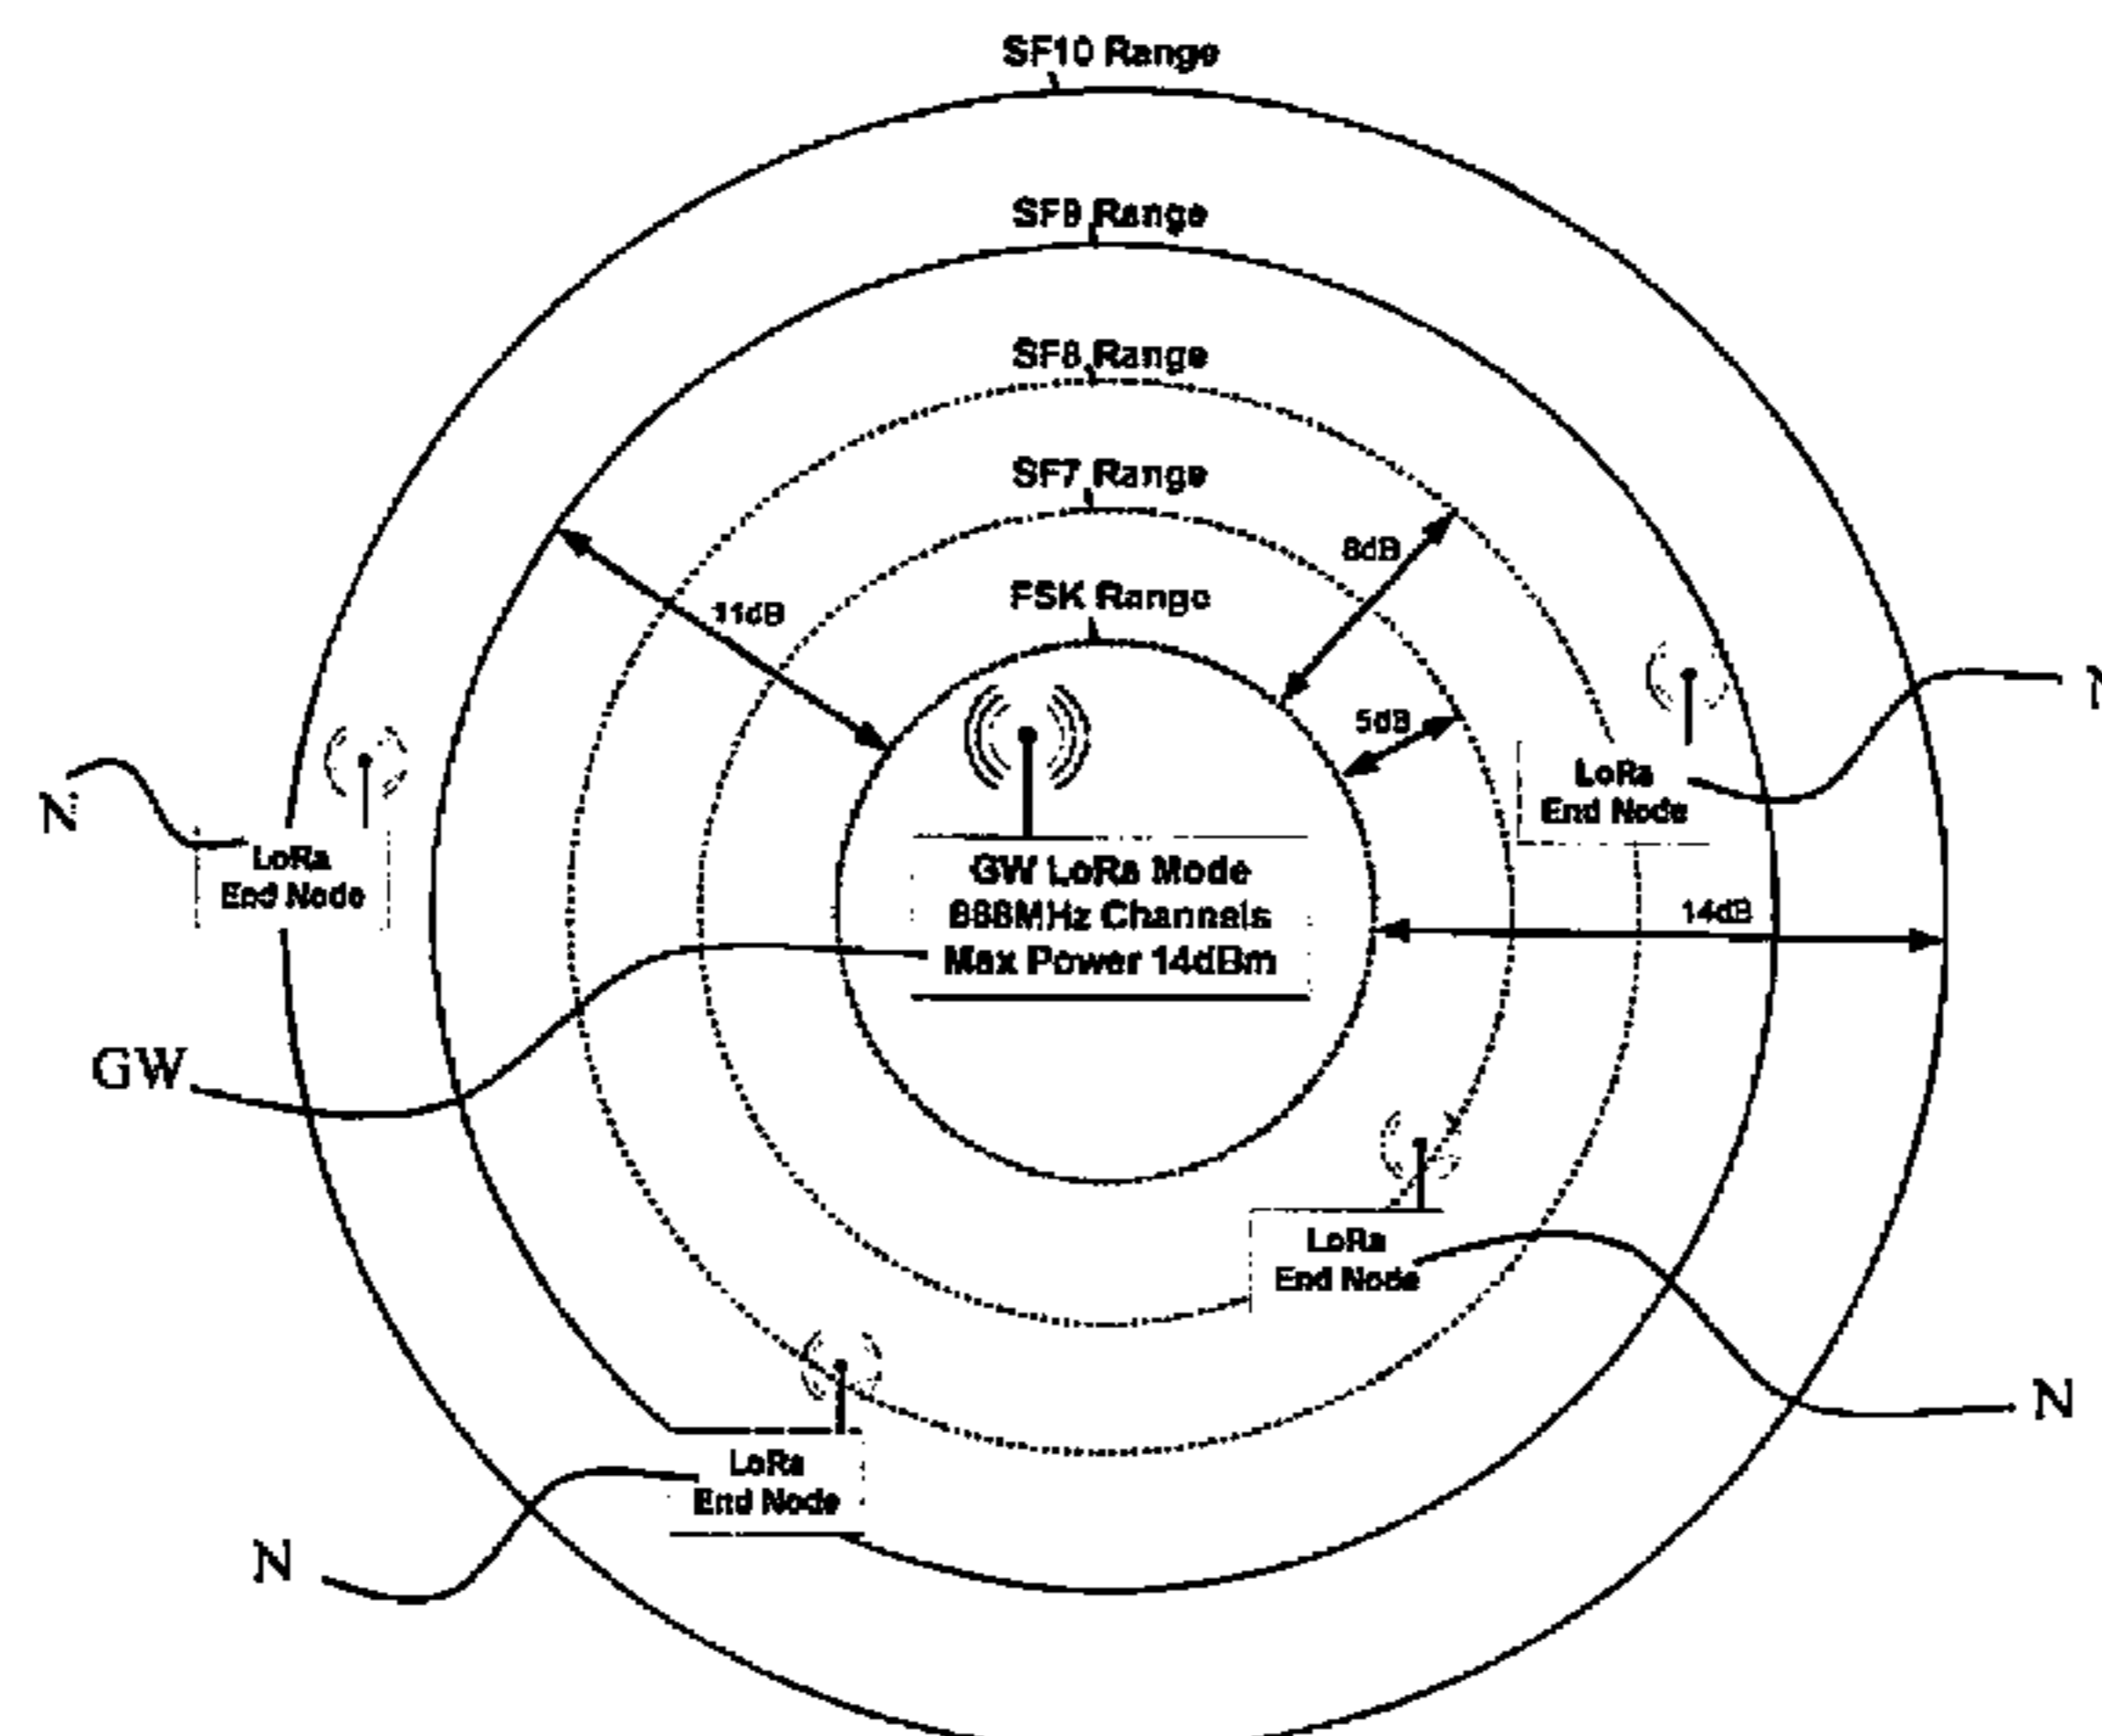 SF10 Range
SF9 Range
SF8 Range
SF7 Range
8dB
FSK Range
11dB
5dB
N
LoRa
End Node
N
LoRa
End Node
GW LoRa Mode
868MHz Channels
Max Power 14dBm
14dB
GW
LoRa
End Node
N
LoRa
End Node
N